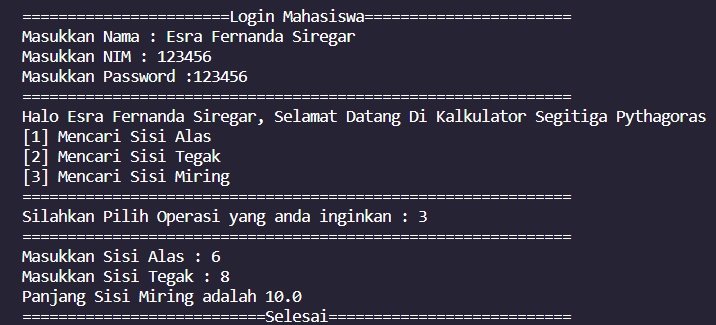 =======================Login Mahasiswa=======================
Masukkan Nama : Esra Fernanda Siregar
Masukkan NIM : 123456
Masukkan Password :123456
=============================================================
Halo Esra Fernanda Siregar, Selamat Datang Di Kalkulator Segitiga Pythagoras
[1] Mencari Sisi Alas
[2] Mencari Sisi Tegak
[3] Mencari Sisi Miring
=============================================================
Silahkan Pilih Operasi yang anda inginkan : 3
=============================================================
Masukkan Sisi Alas : 6
Masukkan Sisi Tegak : 8
Panjang Sisi Miring adalah 10.0
===========================Selesai===========================